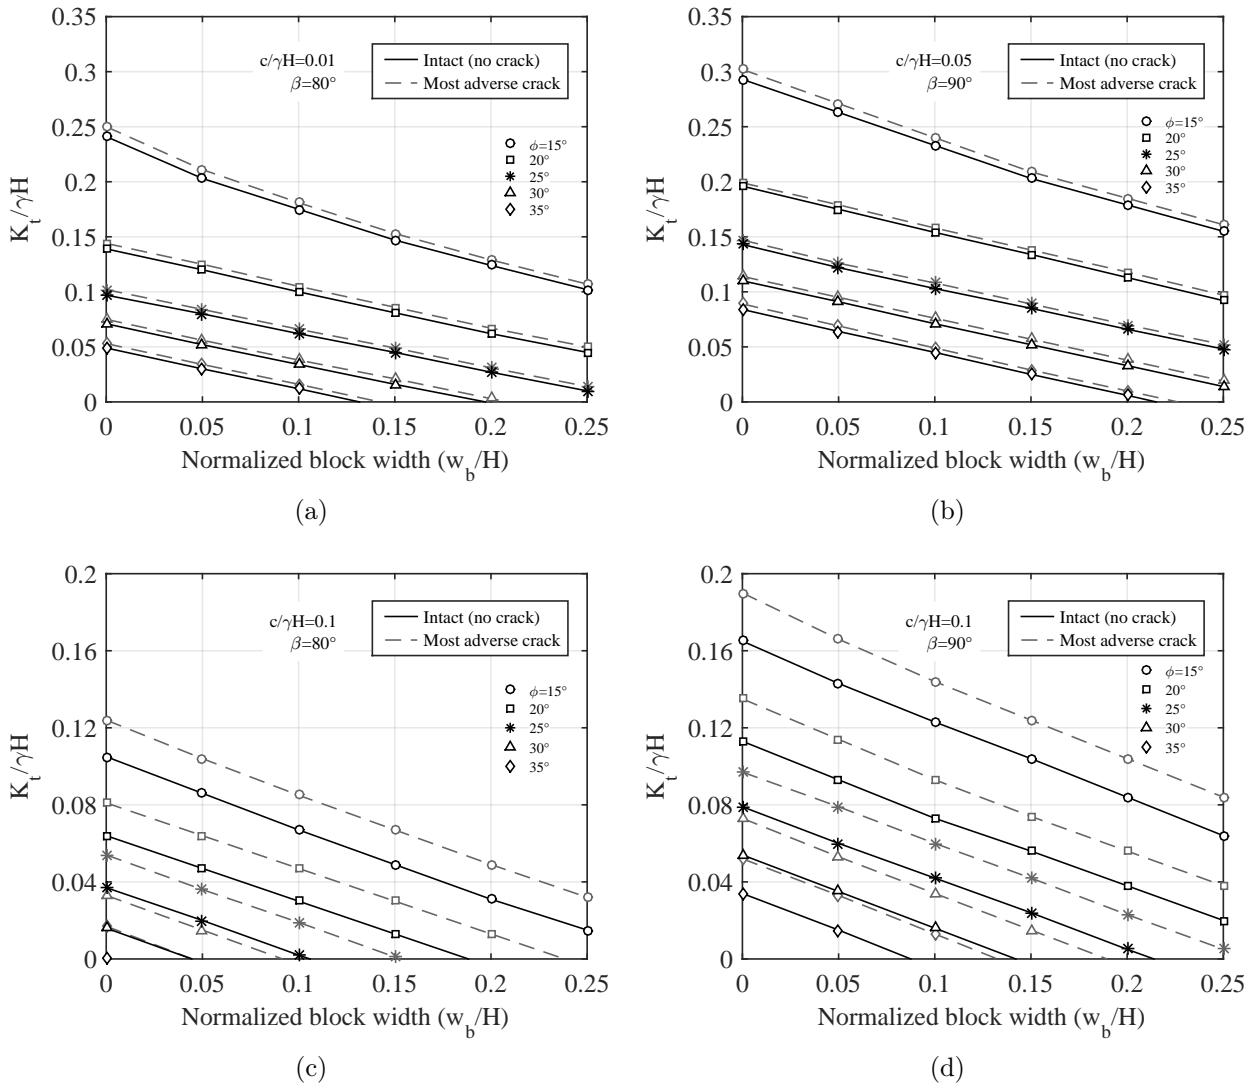 0.35
0.3
0.25
0.2
0.15
0.1
0.05
0
K_t/γH
c/γH=0.01
β=80°
Intact (no crack)
Most adverse crack
ϕ=15°
20°
25°
30°
35°
0 0.05 0.1 0.15 0.2 0.25
Normalized block width (w_b/H)
(a)
0.35
0.3
0.25
0.2
0.15
0.1
0.05
0
K_t/γH
c/γH=0.05
β=90°
Intact (no crack)
Most adverse crack
ϕ=15°
20°
25°
30°
35°
0 0.05 0.1 0.15 0.2 0.25
Normalized block width (w_b/H)
(b)
0.2
0.16
0.12
0.08
0.04
0
K_t/γH
c/γH=0.1
β=80°
Intact (no crack)
Most adverse crack
ϕ=15°
20°
25°
30°
35°
0 0.05 0.1 0.15 0.2 0.25
Normalized block width (w_b/H)
(c)
0.2
0.16
0.12
0.08
0.04
0
K_t/γH
c/γH=0.1
β=90°
Intact (no crack)
Most adverse crack
ϕ=15°
20°
25°
30°
35°
0 0.05 0.1 0.15 0.2 0.25
Normalized block width (w_b/H)
(d)